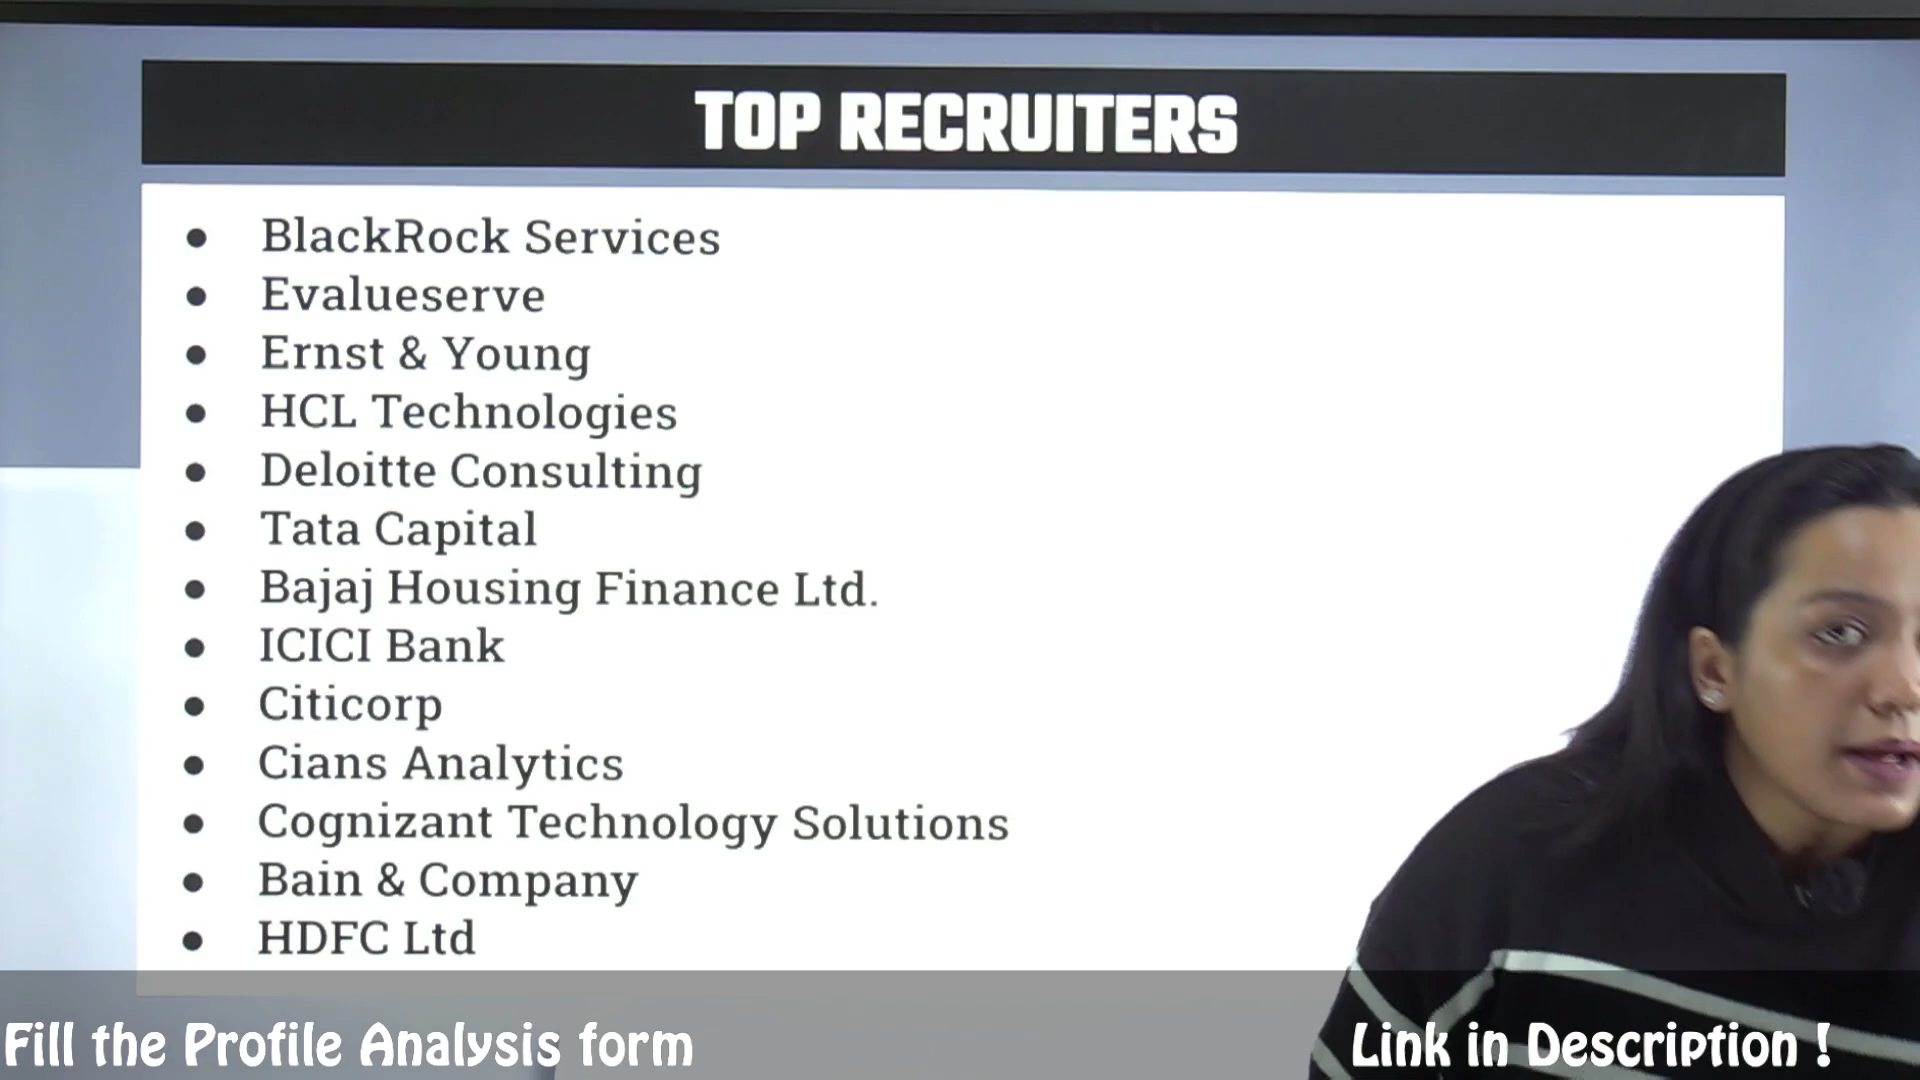 TOP RECRUITERS
● BlackRock Services
● Evalueserve
● Ernst & Young
● HCL Technologies
● Deloitte Consulting
● Tata Capital
● Bajaj Housing Finance Ltd.
● ICICI Bank
● Citicorp
● Cians Analytics
● Cognizant Technology Solutions
● Bain & Company
● HDFC Ltd
Fill the Profile Analysis form
Link in Description !